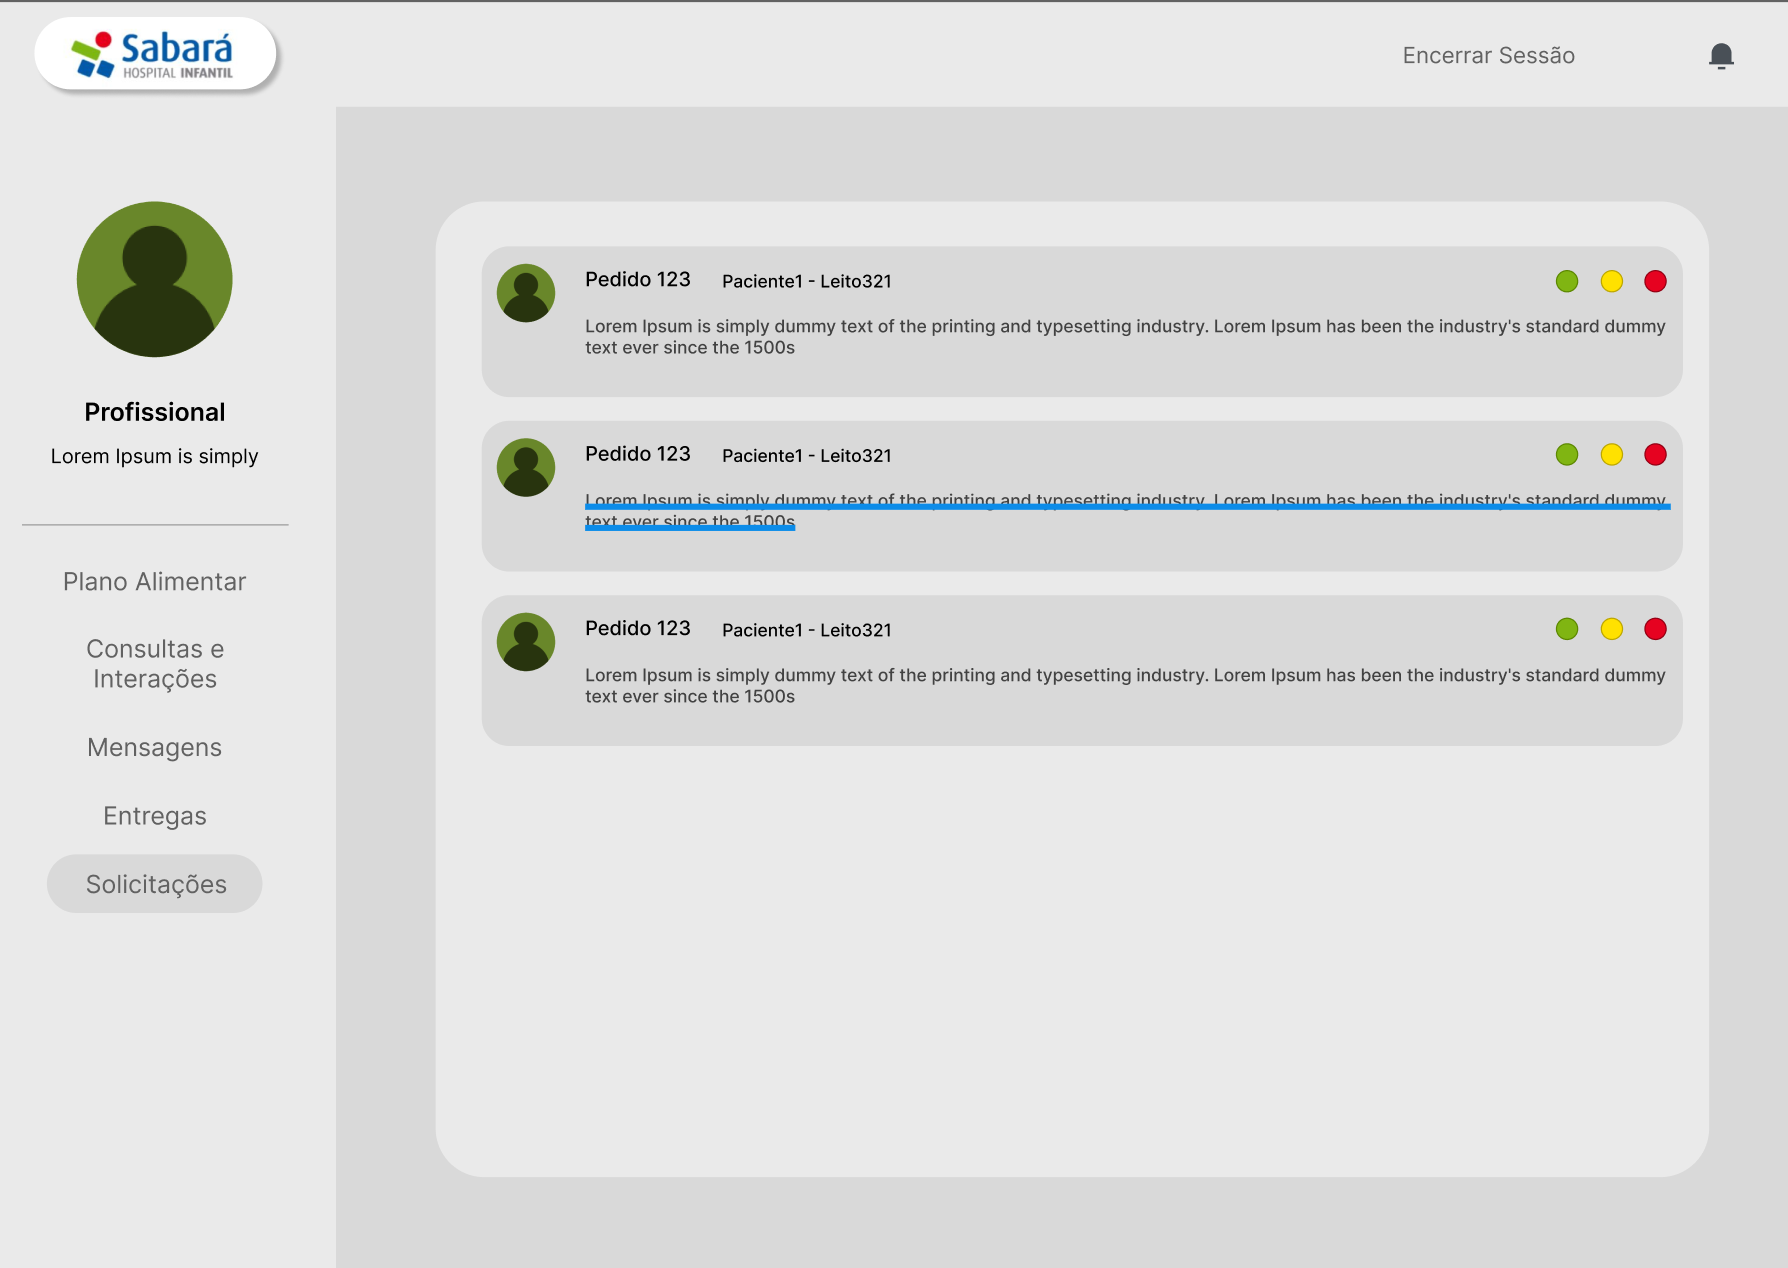 Sabará
HOSPITAL INFANTIL
Encerrar Sessão
Profissional
Lorem Ipsum is simply
Plano Alimentar
Consultas e
Interações
Mensagens
Entregas
Solicitações
Pedido 123 Paciente1 - Leito321
Lorem Ipsum is simply dummy text of the printing and typesetting industry. Lorem Ipsum has been the industry's standard dummy
text ever since the 1500s
Pedido 123 Paciente1 - Leito321
Lorem Ipsum is simply dummy text of the printing and typesetting industry. Lorem Ipsum has been the industry's standard dummy
text ever since the 1500s
Pedido 123 Paciente1 - Leito321
Lorem Ipsum is simply dummy text of the printing and typesetting industry. Lorem Ipsum has been the industry's standard dummy
text ever since the 1500s